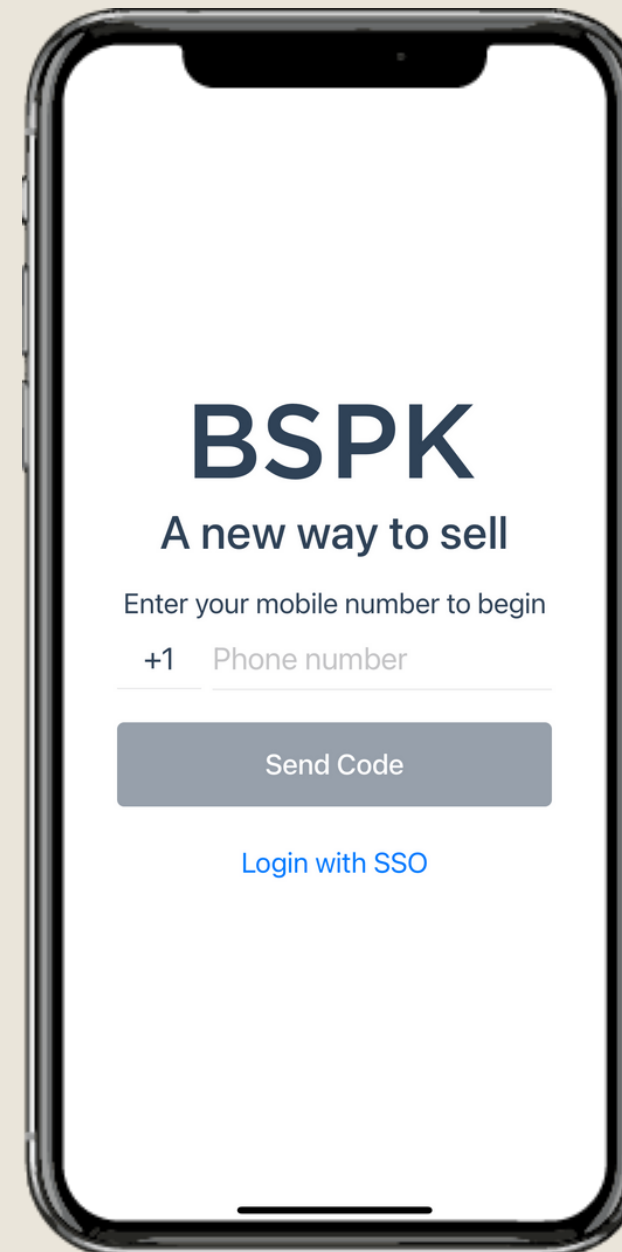 BSPK
A new way to sell
Enter your mobile number to begin
+1 Phone number
Send Code
Login with SSO